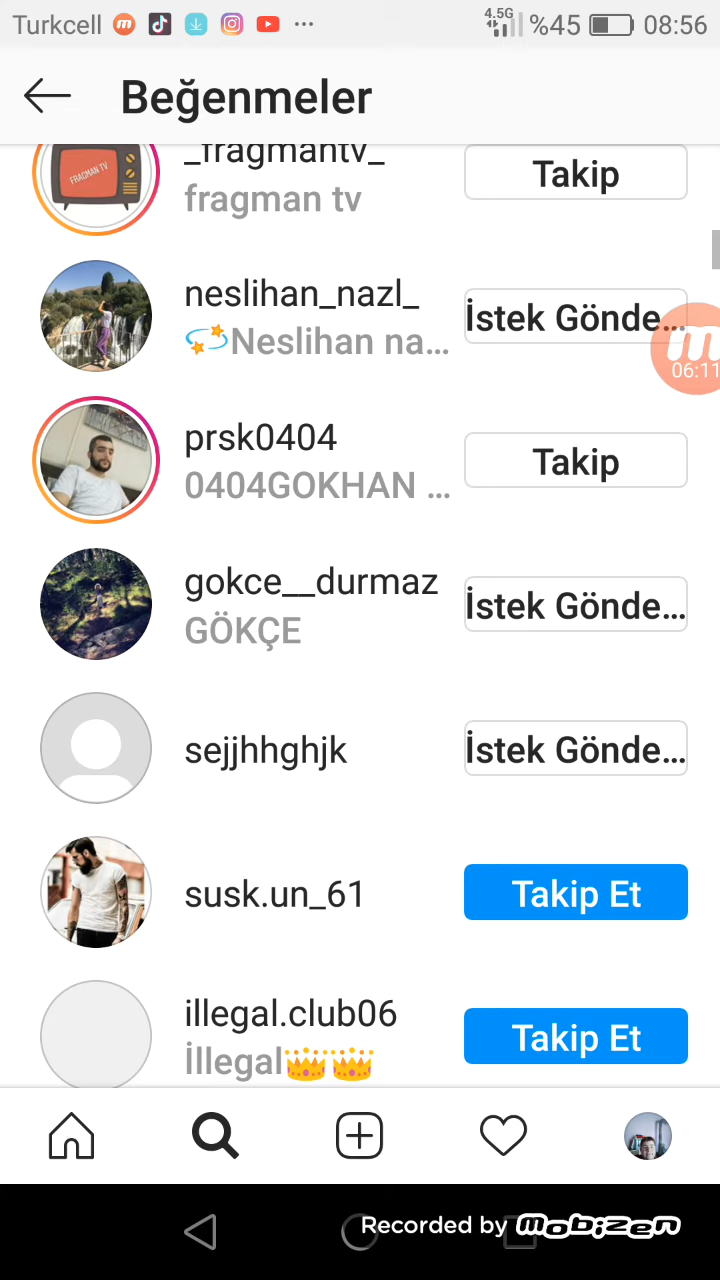 Turkcell 4.5G %45 08:56
Beğenmeler
_fragmantv_
fragman tv
Takip
FRAGMAN TV
neslihan_nazl_
💫Neslihan na...
İstek Gönde...
06:11
prsk0404
0404GOKHAN ...
Takip
gokce__durmaz
GÖKÇE
İstek Gönde...
sejjhhghjk
İstek Gönde...
susk.un_61
Takip Et
illegal.club06
İllegal👑👑
Takip Et
Recorded by mobizen